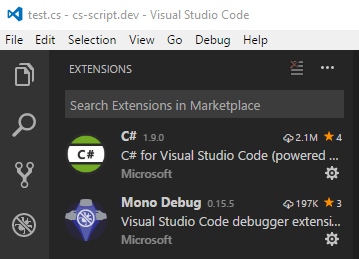 test.cs - cs-script.dev - Visual Studio Code
File Edit Selection View Go Debug Help
EXTENSIONS
Search Extensions in Marketplace
C# 1.9.0 2.1M ★ 4
C# C# for Visual Studio Code (powered ...
Microsoft
Mono Debug 0.15.5 197K ★ 3
Visual Studio Code debugger extensi...
Microsoft